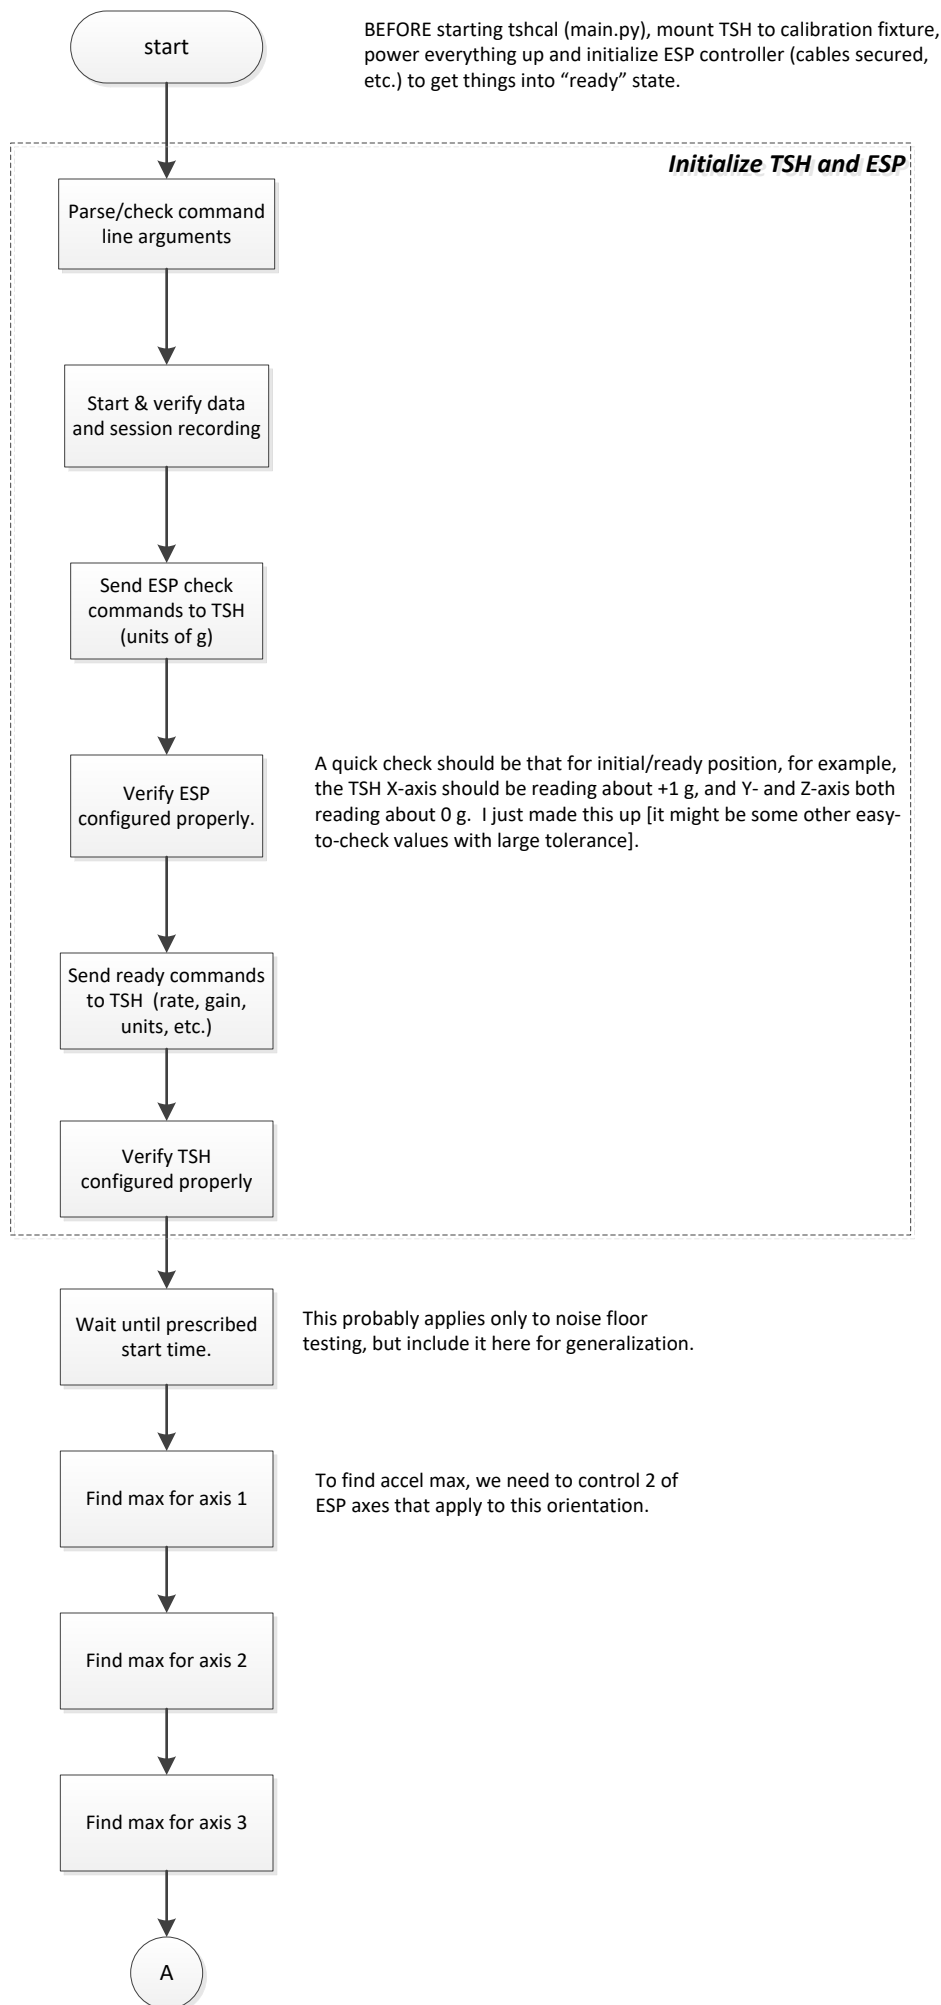 start
BEFORE starting tshcal (main.py), mount TSH to calibration fixture,
power everything up and initialize ESP controller (cables secured,
etc.) to get things into “ready” state.
Initialize TSH and ESP
Parse/check command
line arguments
Start & verify data
and session recording
Send ESP check
commands to TSH
(units of g)
Verify ESP
configured properly.
A quick check should be that for initial/ready position, for example,
the TSH X-axis should be reading about +1 g, and Y- and Z-axis both
reading about 0 g.  I just made this up [it might be some other easy-
to-check values with large tolerance].
Send ready commands
to TSH  (rate, gain,
units, etc.)
Verify TSH
configured properly
Wait until prescribed
start time.
This probably applies only to noise floor
testing, but include it here for generalization.
Find max for axis 1
To find accel max, we need to control 2 of
ESP axes that apply to this orientation.
Find max for axis 2
Find max for axis 3
A